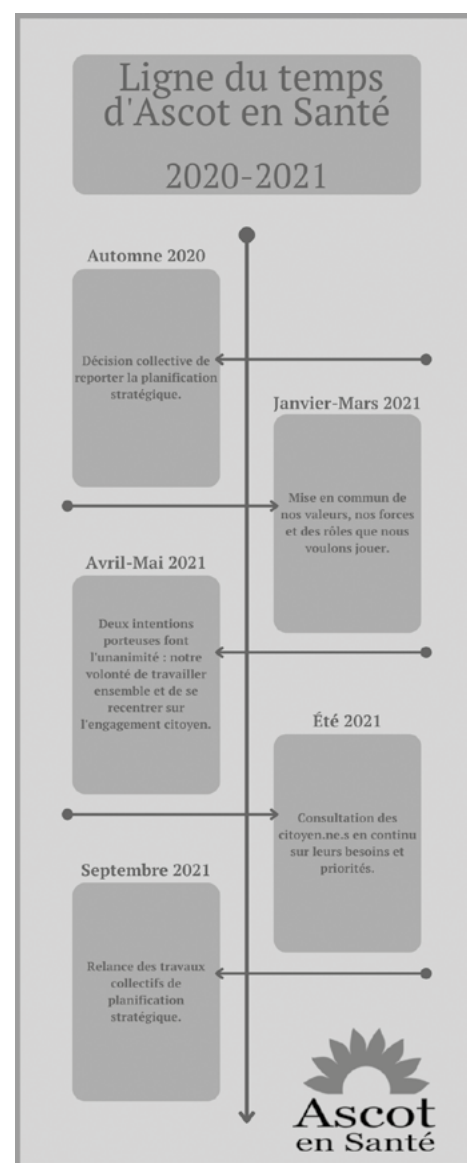 Ligne du temps
d'Ascot en Santé
2020-2021
Automne 2020
Décision collective de
reporter la planification
stratégique.
Janvier-Mars 2021
Mise en commun de
nos valeurs, nos forces
et des rôles que nous
voulons jouer.
Avril-Mai 2021
Deux intentions
porteuses font
l'unanimité : notre
volonté de travailler
ensemble et de se
recentrer sur
l'engagement citoyen.
Été 2021
Consultation des
citoyen.ne.s en continu
sur leurs besoins et
priorités.
Septembre 2021
Relance des travaux
collectifs de
planification
stratégique.
Ascot
en Santé